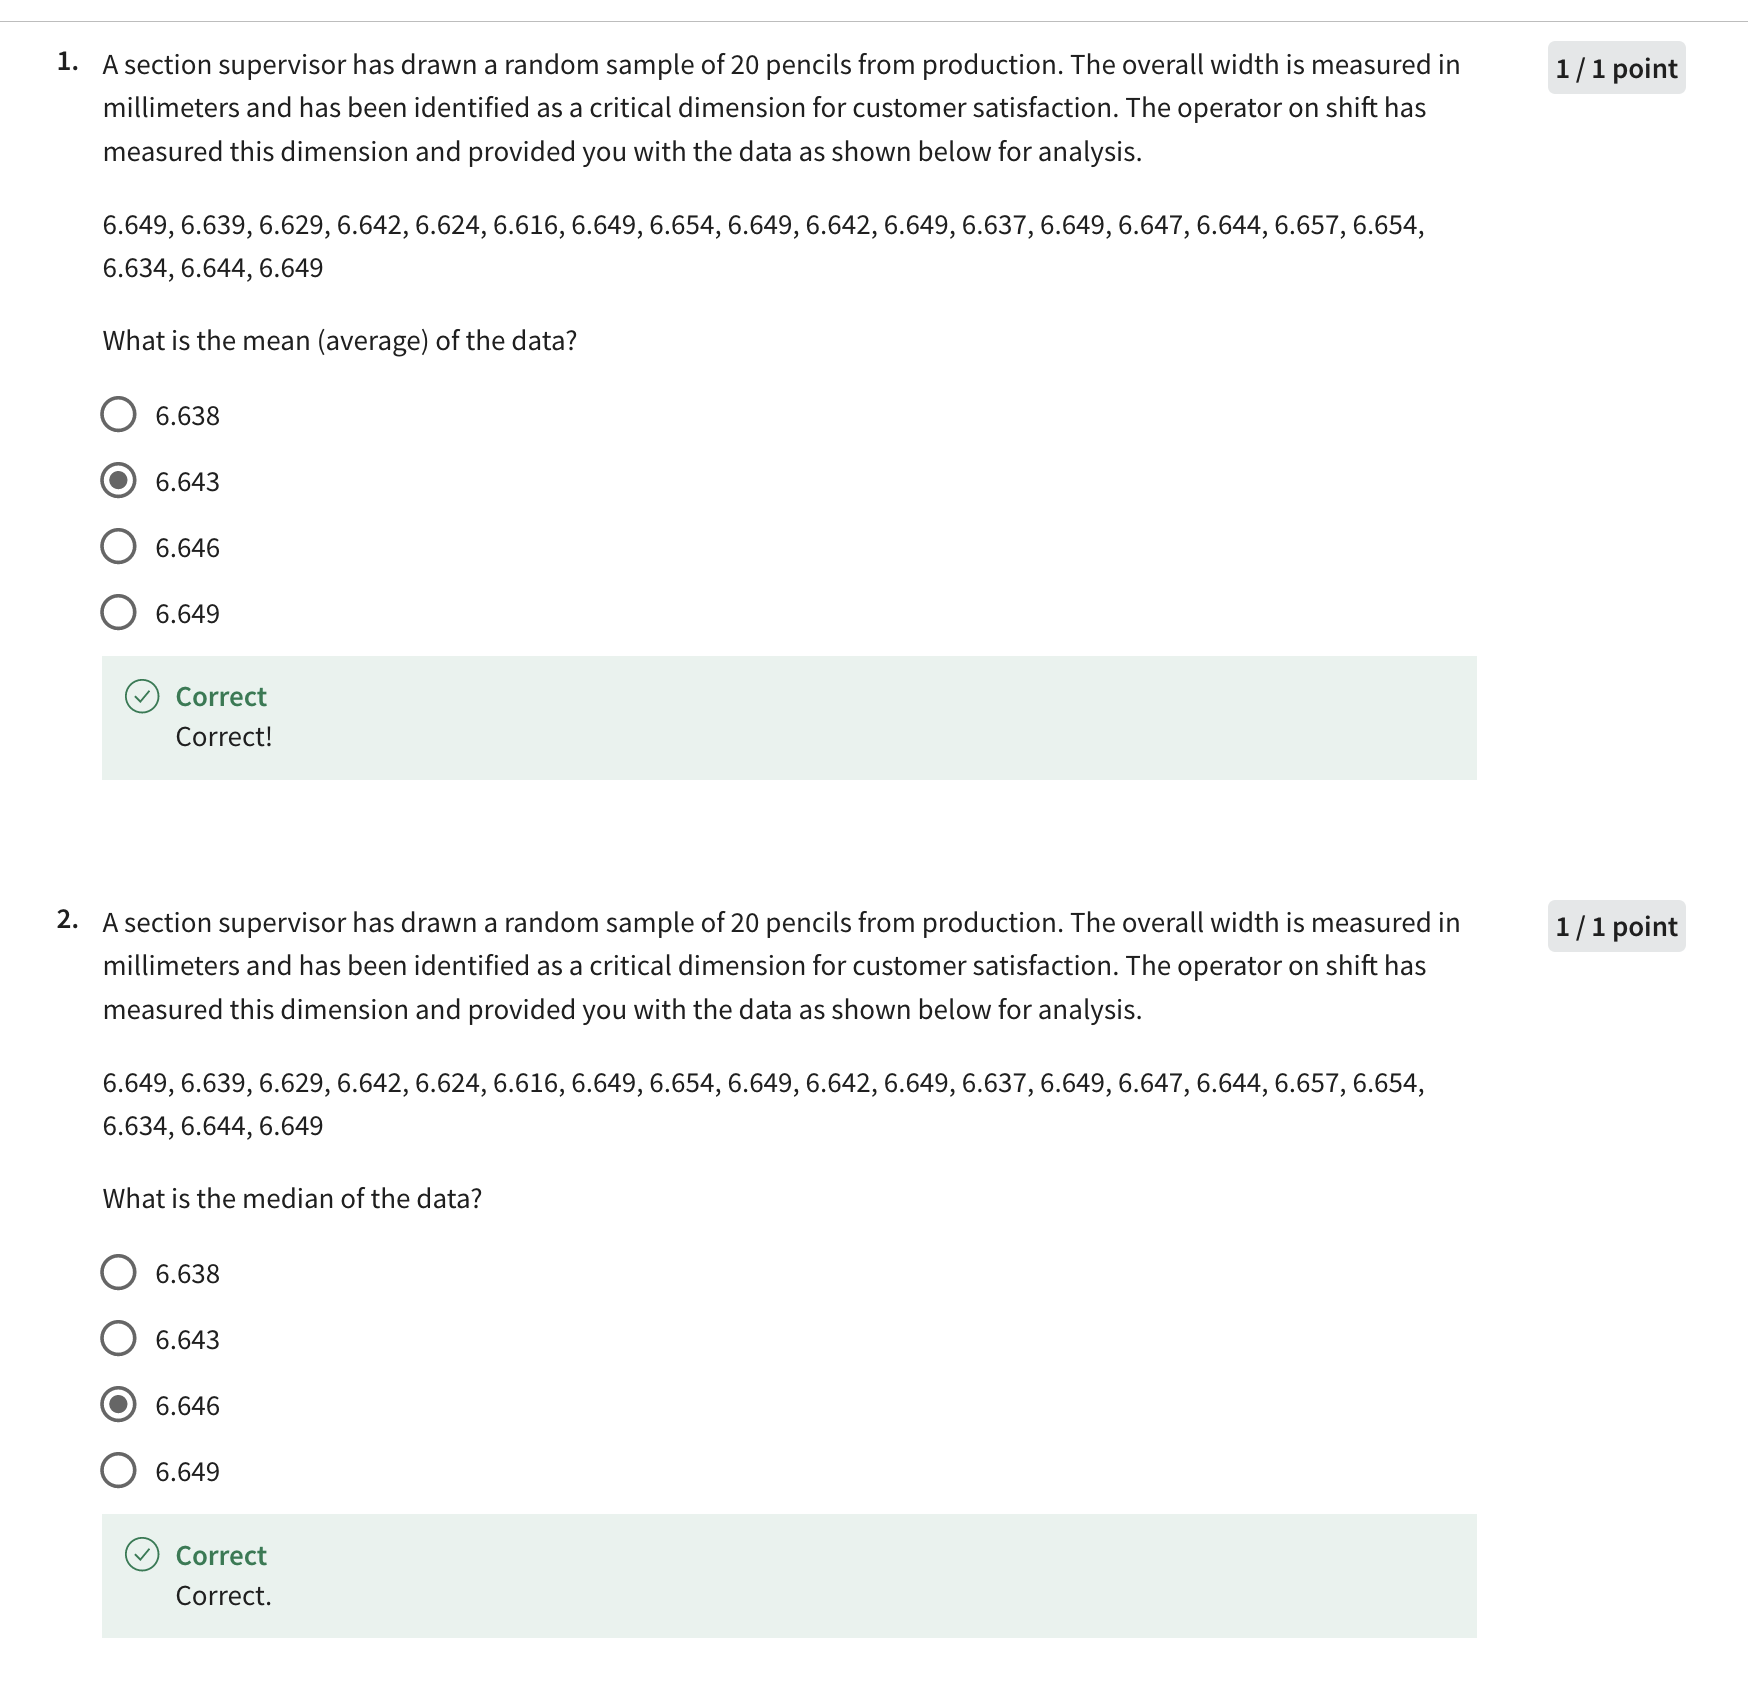 1. A section supervisor has drawn a random sample of 20 pencils from production. The overall width is measured in
1 / 1 point
millimeters and has been identified as a critical dimension for customer satisfaction. The operator on shift has
measured this dimension and provided you with the data as shown below for analysis.
6.649, 6.639, 6.629, 6.642, 6.624, 6.616, 6.649, 6.654, 6.649, 6.642, 6.649, 6.637, 6.649, 6.647, 6.644, 6.657, 6.654,
6.634, 6.644, 6.649
What is the mean (average) of the data?
6.638
6.643
6.646
6.649
Correct
Correct!
2. A section supervisor has drawn a random sample of 20 pencils from production. The overall width is measured in
1 / 1 point
millimeters and has been identified as a critical dimension for customer satisfaction. The operator on shift has
measured this dimension and provided you with the data as shown below for analysis.
6.649, 6.639, 6.629, 6.642, 6.624, 6.616, 6.649, 6.654, 6.649, 6.642, 6.649, 6.637, 6.649, 6.647, 6.644, 6.657, 6.654,
6.634, 6.644, 6.649
What is the median of the data?
6.638
6.643
6.646
6.649
Correct
Correct.